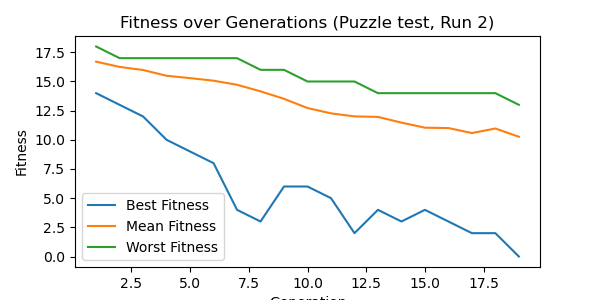 Fitness over Generations (Puzzle test, Run 2)
17.5
15.0
12.5
10.0
7.5
5.0
2.5
0.0
Fitness
Best Fitness
Mean Fitness
Worst Fitness
2.5 5.0 7.5 10.0 12.5 15.0 17.5
Generation